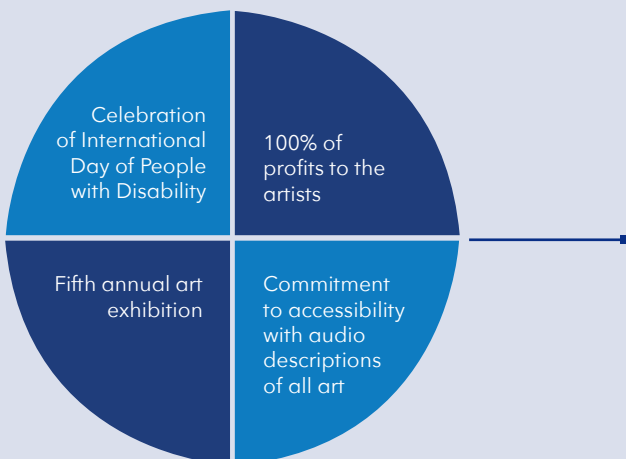 Celebration
of International
Day of People
with Disability
100% of
profits to the
artists
Fifth annual art
exhibition
Commitment
to accessibility
with audio
descriptions
of all art